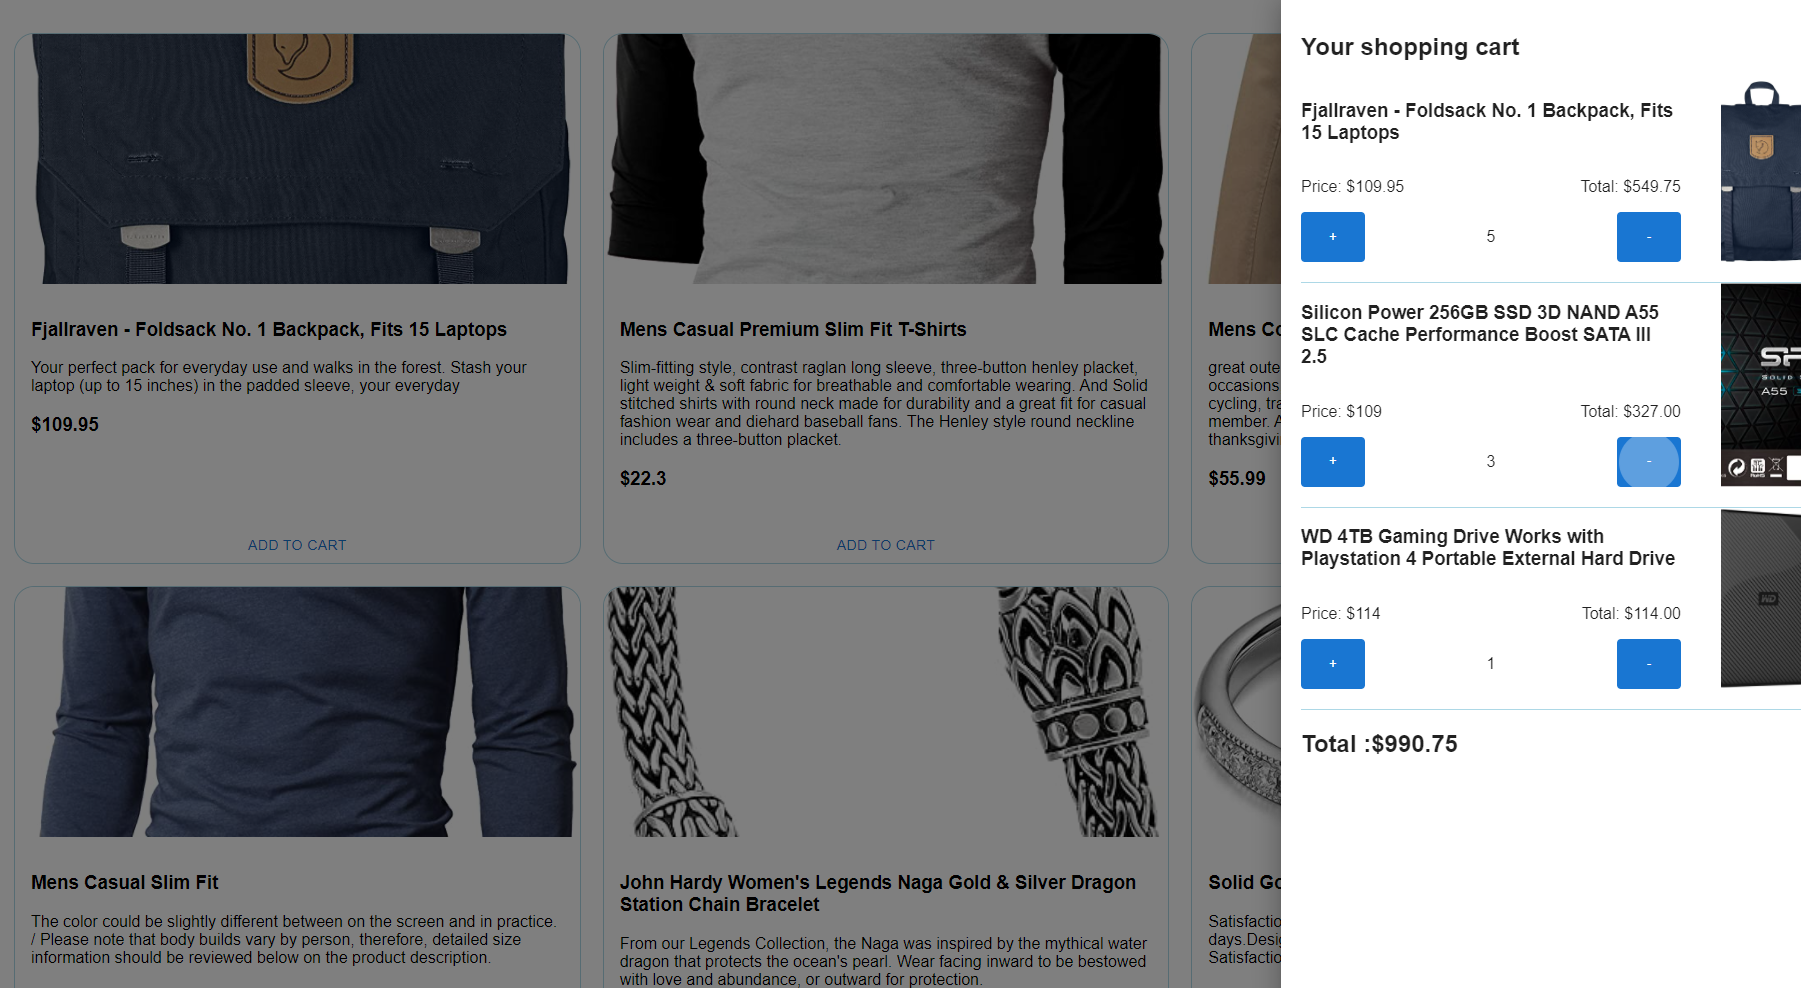 Fjallraven - Foldsack No. 1 Backpack, Fits 15 Laptops
Your perfect pack for everyday use and walks in the forest. Stash your
laptop (up to 15 inches) in the padded sleeve, your everyday
$109.95
ADD TO CART
Mens Casual Premium Slim Fit T-Shirts
Slim-fitting style, contrast raglan long sleeve, three-button henley placket,
light weight & soft fabric for breathable and comfortable wearing. And Solid
stitched shirts with round neck made for durability and a great fit for casual
fashion wear and diehard baseball fans. The Henley style round neckline
includes a three-button placket.
$22.3
ADD TO CART
Mens Co
great oute
occasions
cycling, tra
member. A
thanksgivi
$55.99
Mens Casual Slim Fit
The color could be slightly different between on the screen and in practice.
/ Please note that body builds vary by person, therefore, detailed size
information should be reviewed below on the product description.
John Hardy Women's Legends Naga Gold & Silver Dragon
Station Chain Bracelet
From our Legends Collection, the Naga was inspired by the mythical water
dragon that protects the ocean's pearl. Wear facing inward to be bestowed
with love and abundance, or outward for protection.
Solid Go
Satisfactio
days.Desi
Satisfactio
Your shopping cart
Fjallraven - Foldsack No. 1 Backpack, Fits
15 Laptops
Price: $109.95 Total: $549.75
+ 5 -
Silicon Power 256GB SSD 3D NAND A55
SLC Cache Performance Boost SATA III
2.5
Price: $109 Total: $327.00
+ 3 -
SP
SOLID
A55
WD 4TB Gaming Drive Works with
Playstation 4 Portable External Hard Drive
Price: $114 Total: $114.00
+ 1 -
WD
Total :$990.75